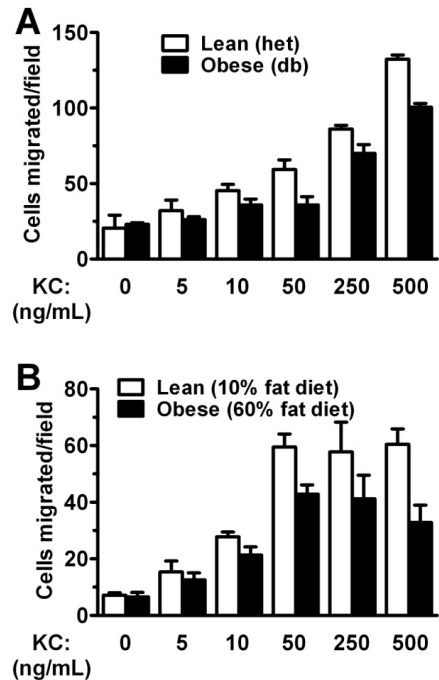 A
150
100
50
0
Cells migrated/field
Lean (het)
Obese (db)
KC: 0 5 10 50 250 500
(ng/mL)
B
80
60
40
20
0
Cells migrated/field
Lean (10% fat diet)
Obese (60% fat diet)
KC: 0 5 10 50 250 500
(ng/mL)